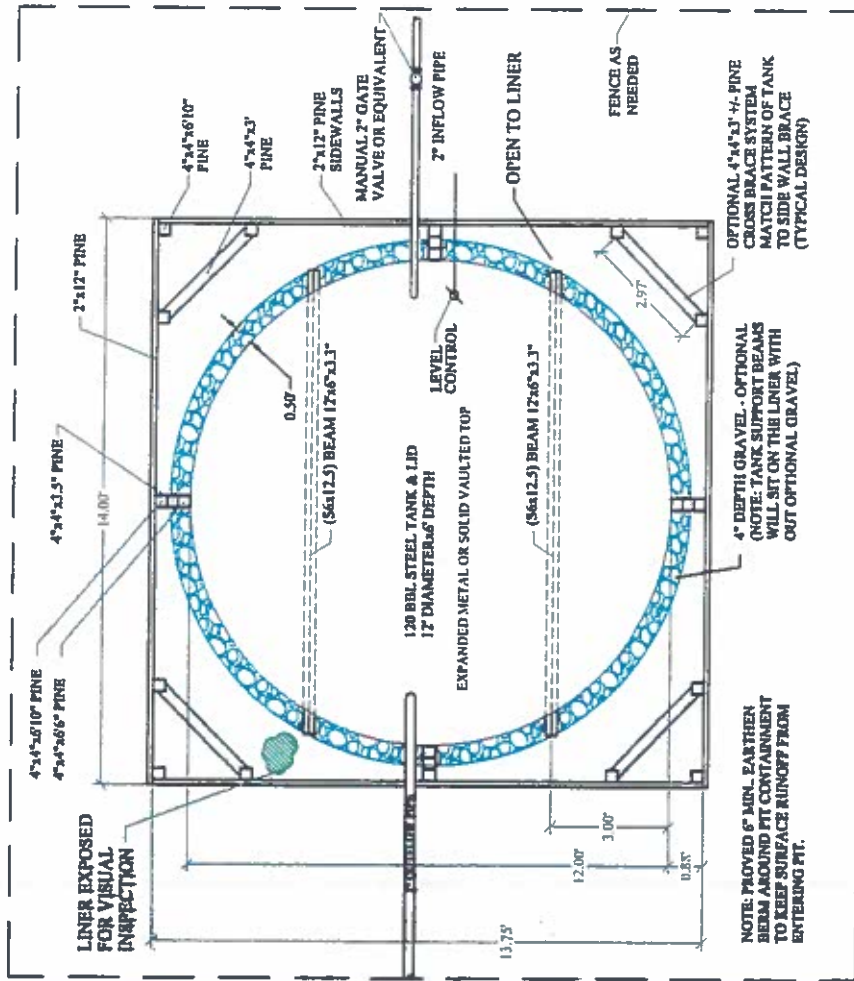 LINER EXPOSED
FOR VISUAL
INSPECTION
4"x4"x6'10" PINE
4"x4"x6'6" PINE
4"x4"x1.5" PINE
14.00'
2"x12" PINE
4"x4"x6'10"
PINE
4"x4"x3'
PINE
2"x12" PINE
SIDEWALLS
MANUAL 2" GATE
VALVE OR EQUIVALENT
2" INFLOW PIPE
OPEN TO LINER
FENCE AS
NEEDED
0.50'
(S6x12.5) BEAM 12'x6"x3.3"
120 BBL STEEL TANK & LID
12' DIAMETERx6' DEPTH
EXPANDED METAL OR SOLID VAULTED TOP
LEVEL
CONTROL
(S6x12.5) BEAM 12'x6"x3.3"
2.97'
13.75'
12.00'
3.00'
0.88'
NOTE: PROVED 6" MIN. EARTHEN
BERM AROUND PIT CONTAINMENT
TO KEEP SURFACE RUNOFF FROM
ENTERING PIT.
4" DEPTH GRAVEL - OPTIONAL
(NOTE: TANK SUPPORT BEAMS
WILL SIT ON THE LINER WITH
OUT OPTIONAL GRAVEL)
OPTIONAL 4"x4"x3' +/- PINE
CROSS BRACE SYSTEM
MATCH PATTERN OF TANK
TO SIDE WALL BRACE
(TYPICAL DESIGN)